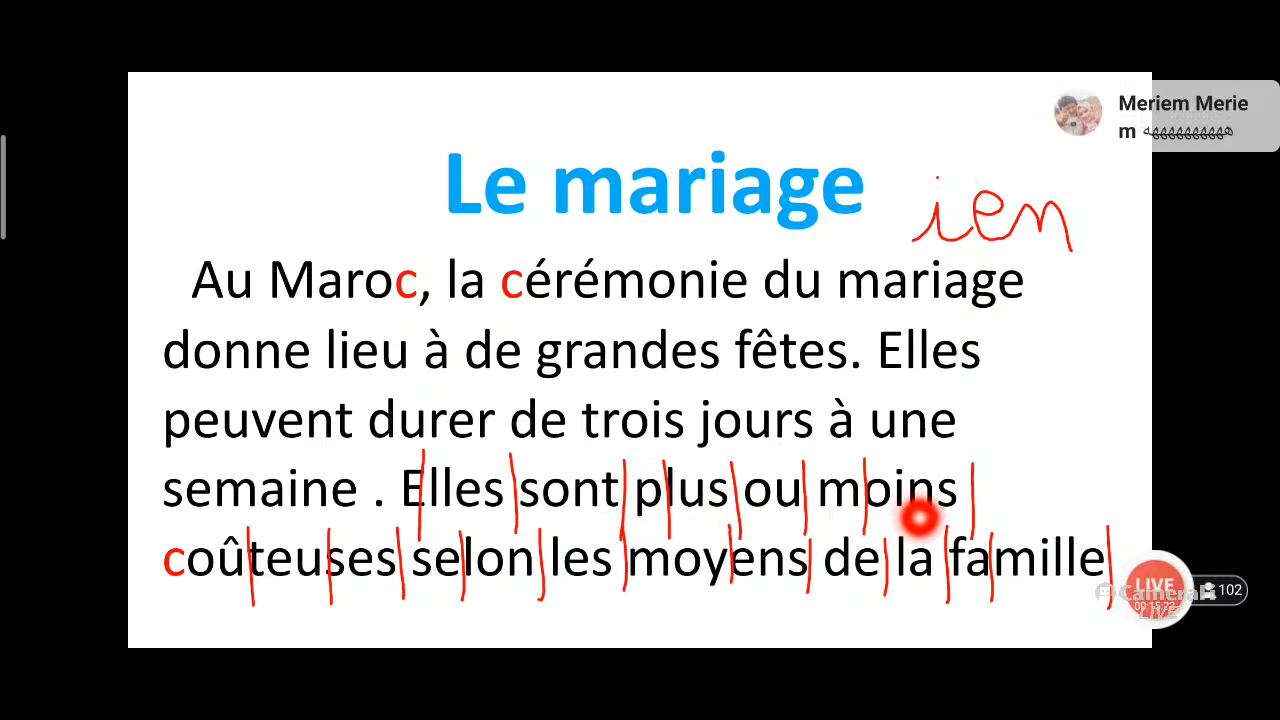 Meriem Merie
m ههههههههههه
Le mariage
ien
Au Maroc, la cérémonie du mariage
donne lieu à de grandes fêtes. Elles
peuvent durer de trois jours à une
semaine . Elles sont plus ou moins
coûteuses selon les moyens de la famille
LIVE
102